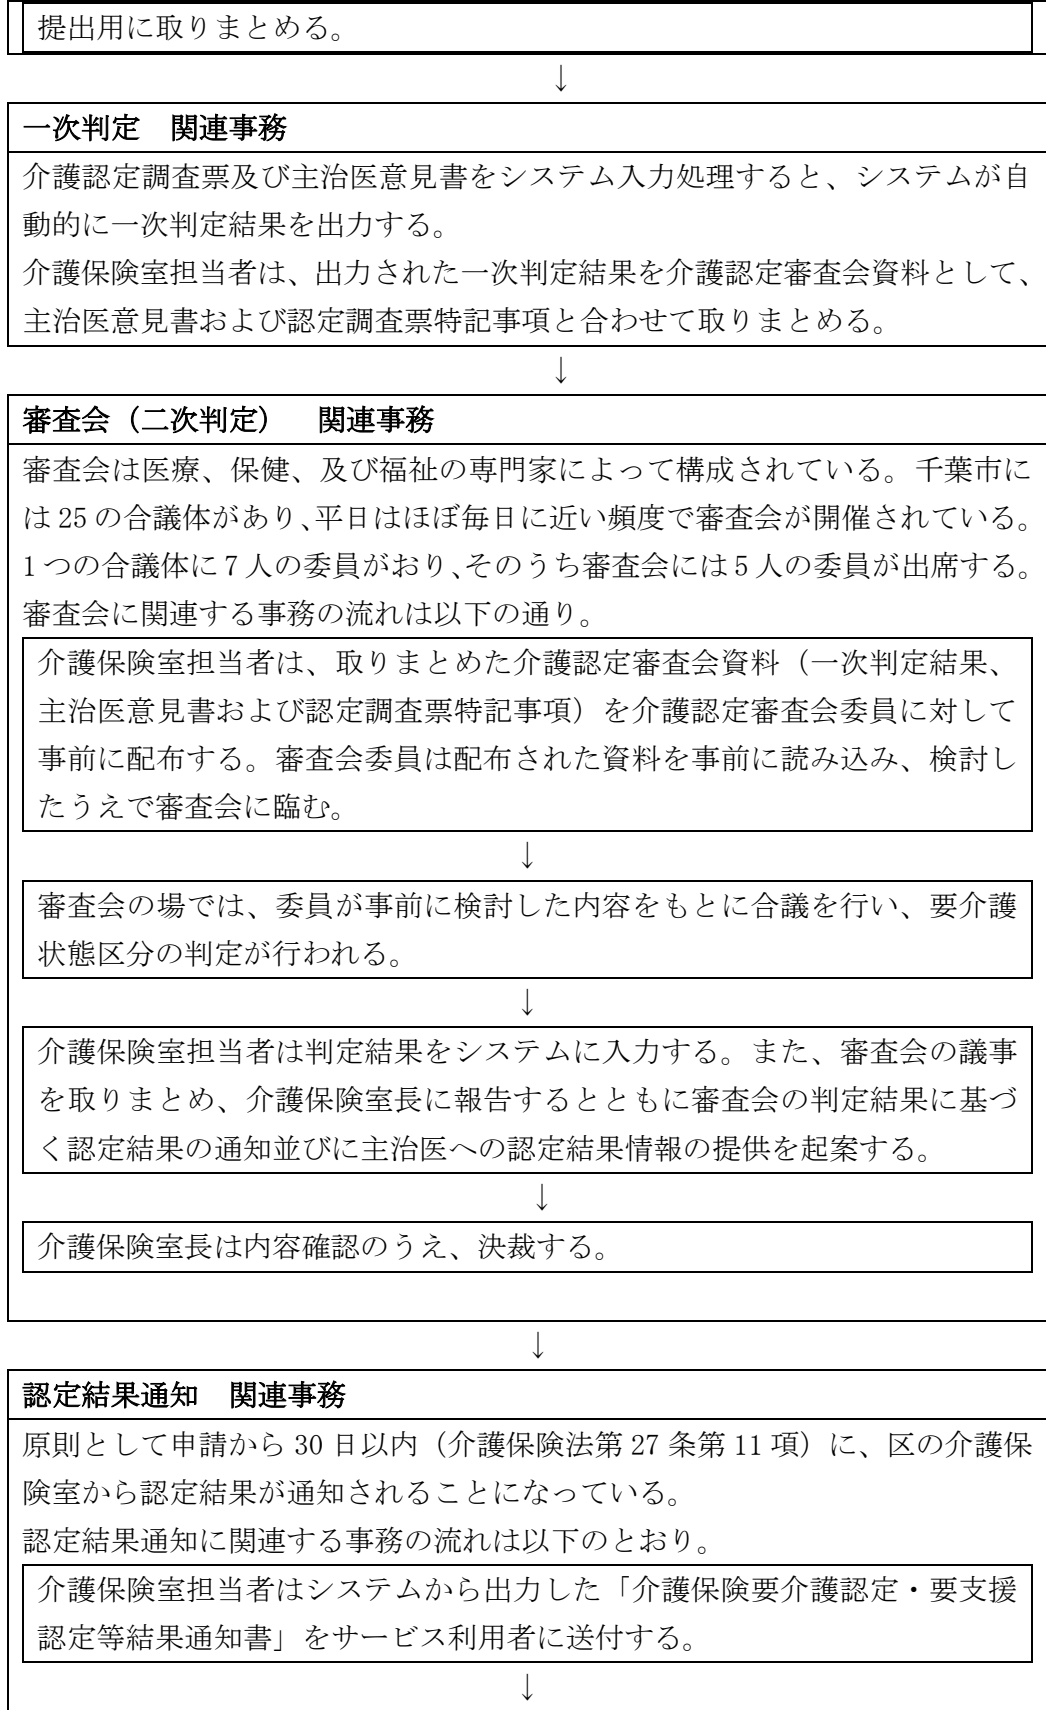 提出用に取りまとめる。
↓
一次判定　関連事務
介護認定調査票及び主治医意見書をシステム入力処理すると、システムが自
動的に一次判定結果を出力する。
介護保険室担当者は、出力された一次判定結果を介護認定審査会資料として、
主治医意見書および認定調査票特記事項と合わせて取りまとめる。
↓
審査会（二次判定）　関連事務
審査会は医療、保健、及び福祉の専門家によって構成されている。千葉市に
は 25 の合議体があり、平日はほぼ毎日に近い頻度で審査会が開催されている。
1 つの合議体に 7 人の委員がおり、そのうち審査会には 5 人の委員が出席する。
審査会に関連する事務の流れは以下の通り。
介護保険室担当者は、取りまとめた介護認定審査会資料（一次判定結果、
主治医意見書および認定調査票特記事項）を介護認定審査会委員に対して
事前に配布する。審査会委員は配布された資料を事前に読み込み、検討し
たうえで審査会に臨む。
↓
審査会の場では、委員が事前に検討した内容をもとに合議を行い、要介護
状態区分の判定が行われる。
↓
介護保険室担当者は判定結果をシステムに入力する。また、審査会の議事
を取りまとめ、介護保険室長に報告するとともに審査会の判定結果に基づ
く認定結果の通知並びに主治医への認定結果情報の提供を起案する。
↓
介護保険室長は内容確認のうえ、決裁する。
↓
認定結果通知　関連事務
原則として申請から 30 日以内（介護保険法第 27 条第 11 項）に、区の介護保
険室から認定結果が通知されることになっている。
認定結果通知に関連する事務の流れは以下のとおり。
介護保険室担当者はシステムから出力した「介護保険要介護認定・要支援
認定等結果通知書」をサービス利用者に送付する。
↓